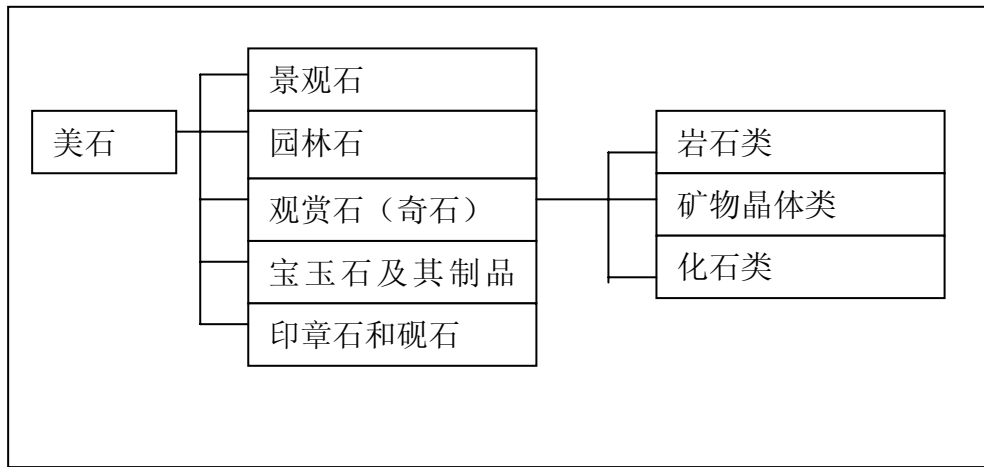 美石
景观石
园林石
观赏石（奇石）
宝玉石及其制品
印章石和砚石
岩石类
矿物晶体类
化石类